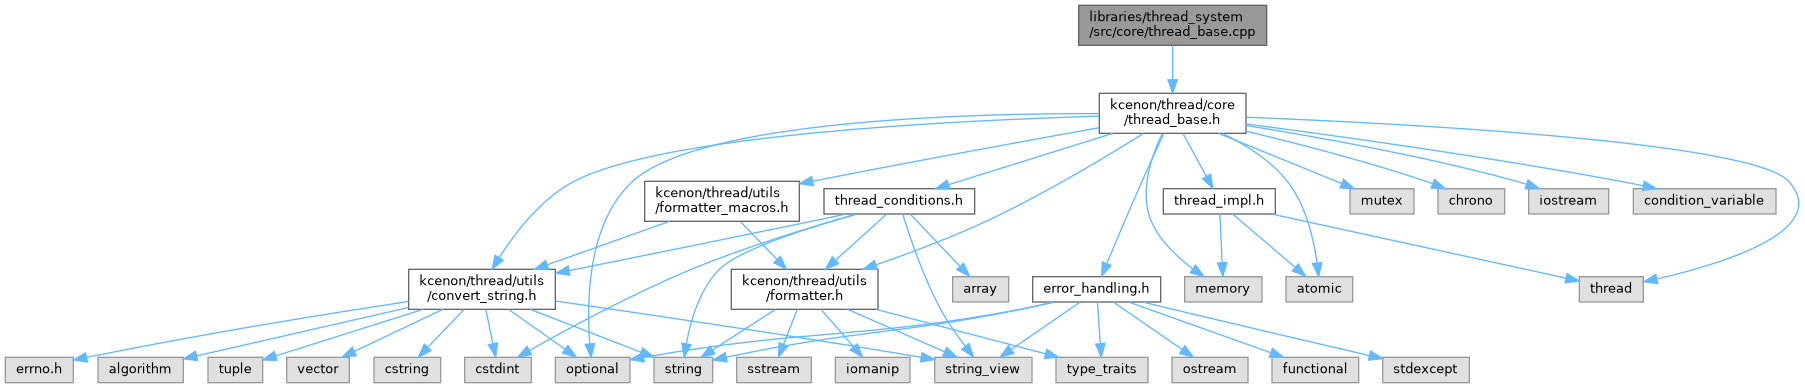 libraries/thread_system
/src/core/thread_base.cpp
kcenon/thread/core
/thread_base.h
kcenon/thread/utils
/formatter_macros.h
thread_conditions.h
thread_impl.h
mutex
chrono
iostream
condition_variable
kcenon/thread/utils
/convert_string.h
kcenon/thread/utils
/formatter.h
array
error_handling.h
memory
atomic
thread
errno.h
algorithm
tuple
vector
cstring
cstdint
optional
string
sstream
iomanip
string_view
type_traits
ostream
functional
stdexcept